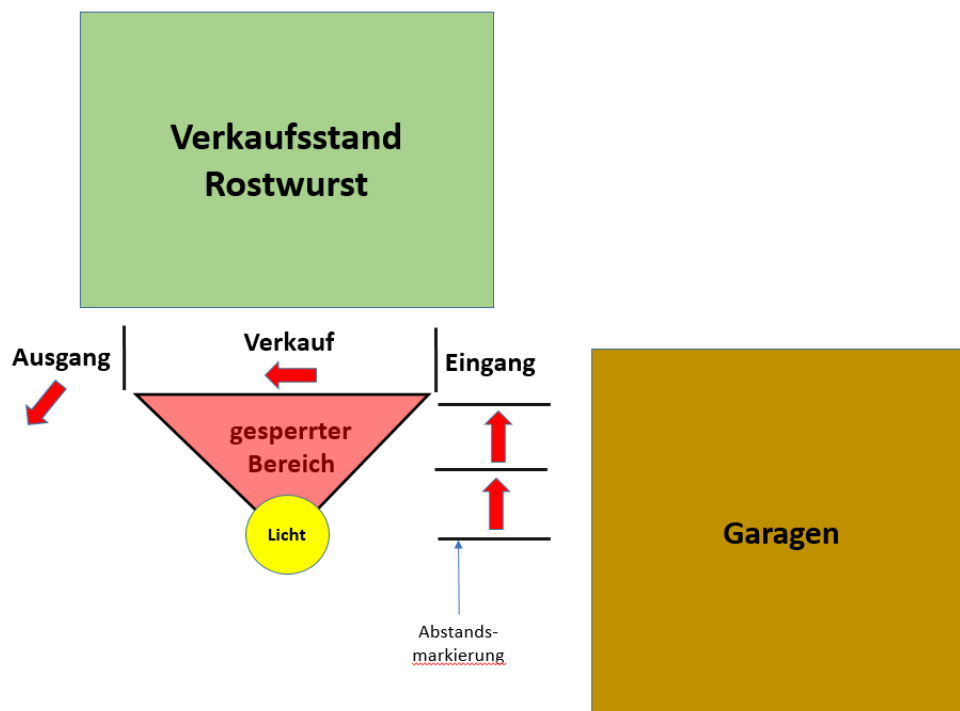 Verkaufsstand
Rostwurst
Verkauf
Ausgang
Eingang
gesperrter
Bereich
Licht
Garagen
Abstands-
markierung